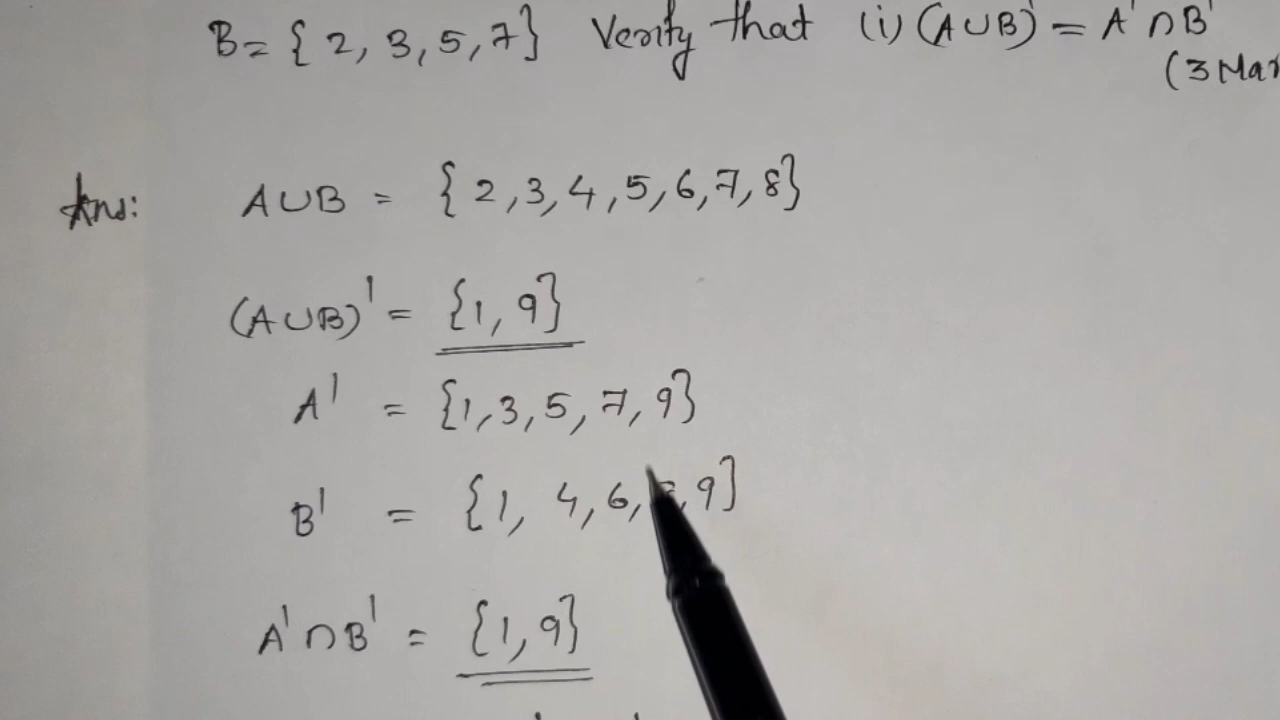 B = { 2, 3, 5, 7} Verify that (i) (A∪B)' = A' ∩ B'
(3 Mar
Ans: A∪B = { 2, 3, 4, 5, 6, 7, 8}
(A∪B)' = {1, 9}
A' = {1, 3, 5, 7, 9}
B' = {1, 4, 6, , 9}
A' ∩ B' = {1, 9}